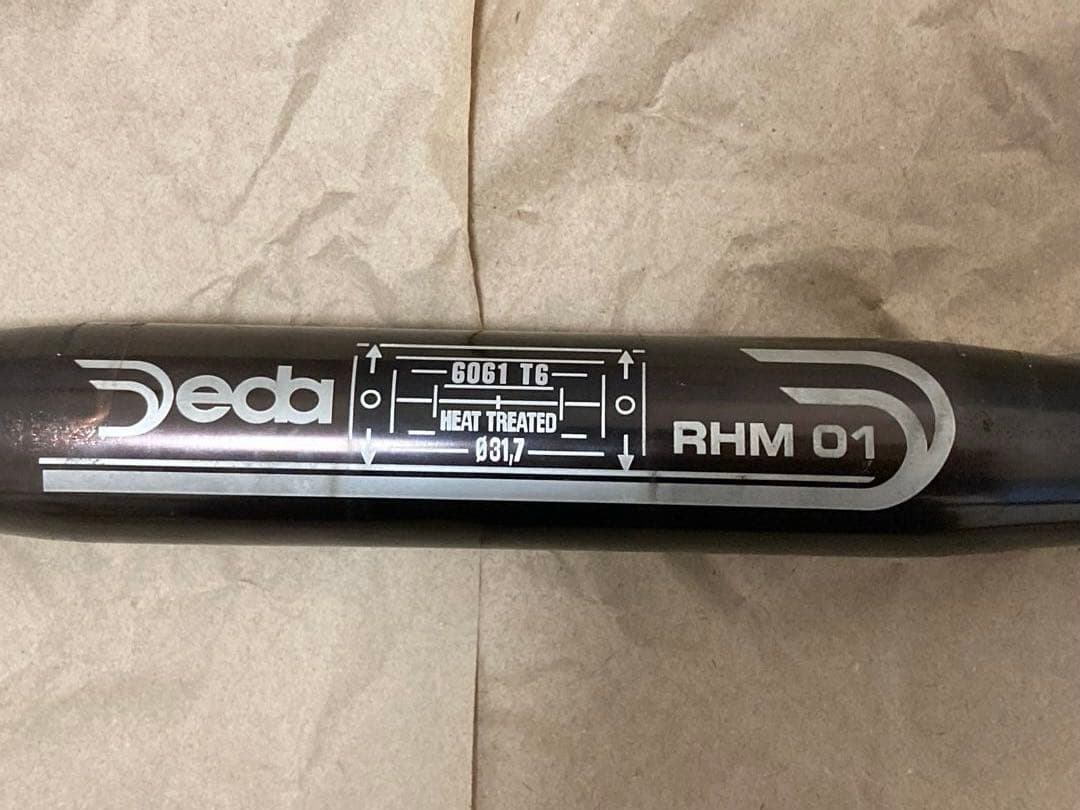 Deda
6061 T6
HEAT TREATED
Ø31,7
RHM 01